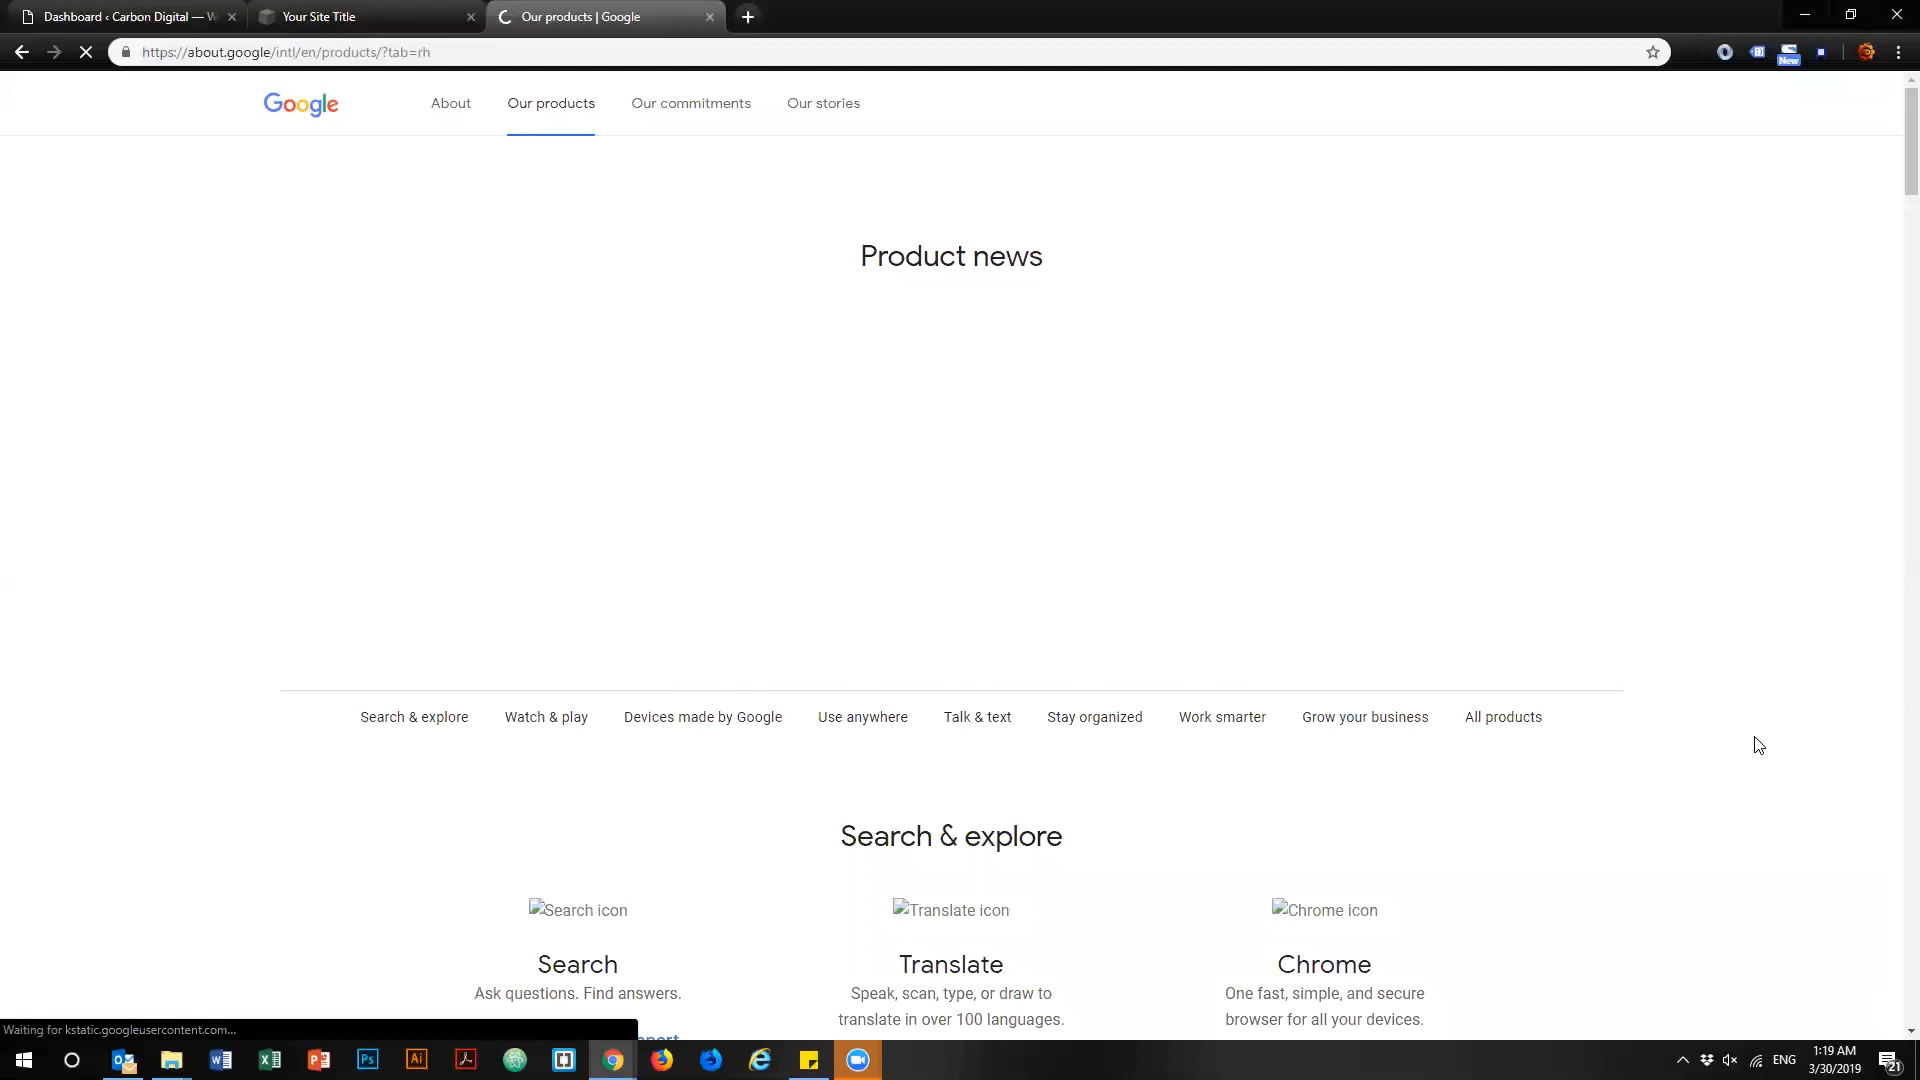 Dashboard ‹ Carbon Digital — W
Your Site Title
Our products | Google
https://about.google/intl/en/products/?tab=rh
New
Google
About
Our products
Our commitments
Our stories
Product news
Search & explore
Watch & play
Devices made by Google
Use anywhere
Talk & text
Stay organized
Work smarter
Grow your business
All products
Search & explore
Search icon
Translate icon
Chrome icon
Search
Translate
Chrome
Ask questions. Find answers.
Speak, scan, type, or draw to
translate in over 100 languages.
One fast, simple, and secure
browser for all your devices.
Waiting for kstatic.googleusercontent.com...
Ps
Ai
ENG
1:19 AM
3/30/2019
21